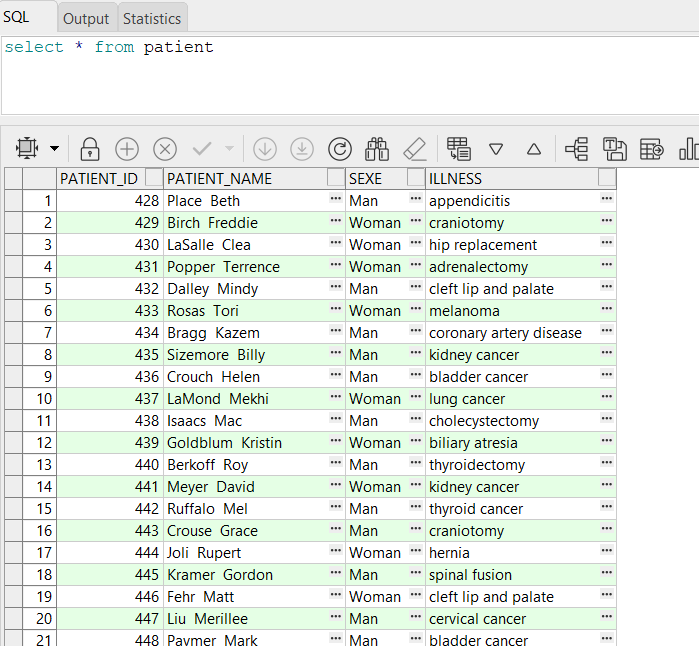 SQL Output Statistics
select * from patient
PATIENT_ID PATIENT_NAME SEXE ILLNESS
1 428 Place Beth Man appendicitis
2 429 Birch Freddie Woman craniotomy
3 430 LaSalle Clea Woman hip replacement
4 431 Popper Terrence Woman adrenalectomy
5 432 Dalley Mindy Man cleft lip and palate
6 433 Rosas Tori Woman melanoma
7 434 Bragg Kazem Man coronary artery disease
8 435 Sizemore Billy Man kidney cancer
9 436 Crouch Helen Man bladder cancer
10 437 LaMond Mekhi Woman lung cancer
11 438 Isaacs Mac Man cholecystectomy
12 439 Goldblum Kristin Woman biliary atresia
13 440 Berkoff Roy Man thyroidectomy
14 441 Meyer David Woman kidney cancer
15 442 Ruffalo Mel Man thyroid cancer
16 443 Crouse Grace Man craniotomy
17 444 Joli Rupert Woman hernia
18 445 Kramer Gordon Man spinal fusion
19 446 Fehr Matt Woman cleft lip and palate
20 447 Liu Merillee Man cervical cancer
21 448 Paymer Mark Man bladder cancer